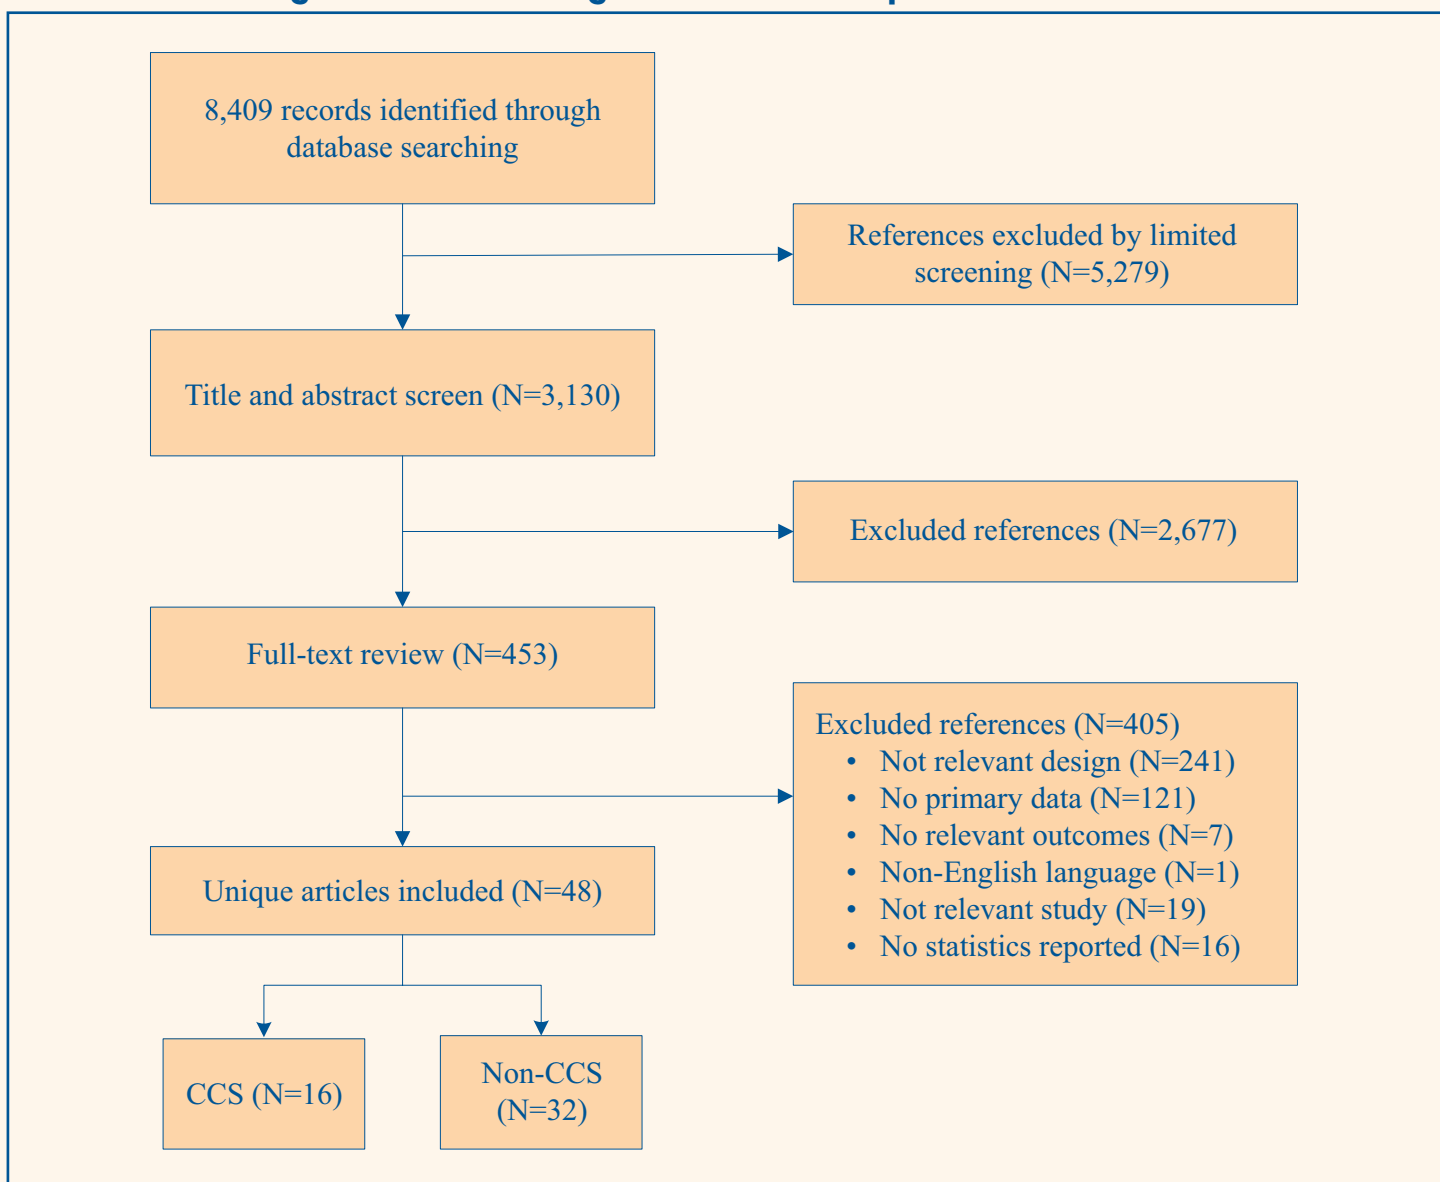 8,409 records identified through
database searching
References excluded by limited
screening (N=5,279)
Title and abstract screen (N=3,130)
Excluded references (N=2,677)
Full-text review (N=453)
Excluded references (N=405)
• Not relevant design (N=241)
• No primary data (N=121)
• No relevant outcomes (N=7)
• Non-English language (N=1)
• Not relevant study (N=19)
• No statistics reported (N=16)
Unique articles included (N=48)
CCS (N=16)
Non-CCS
(N=32)